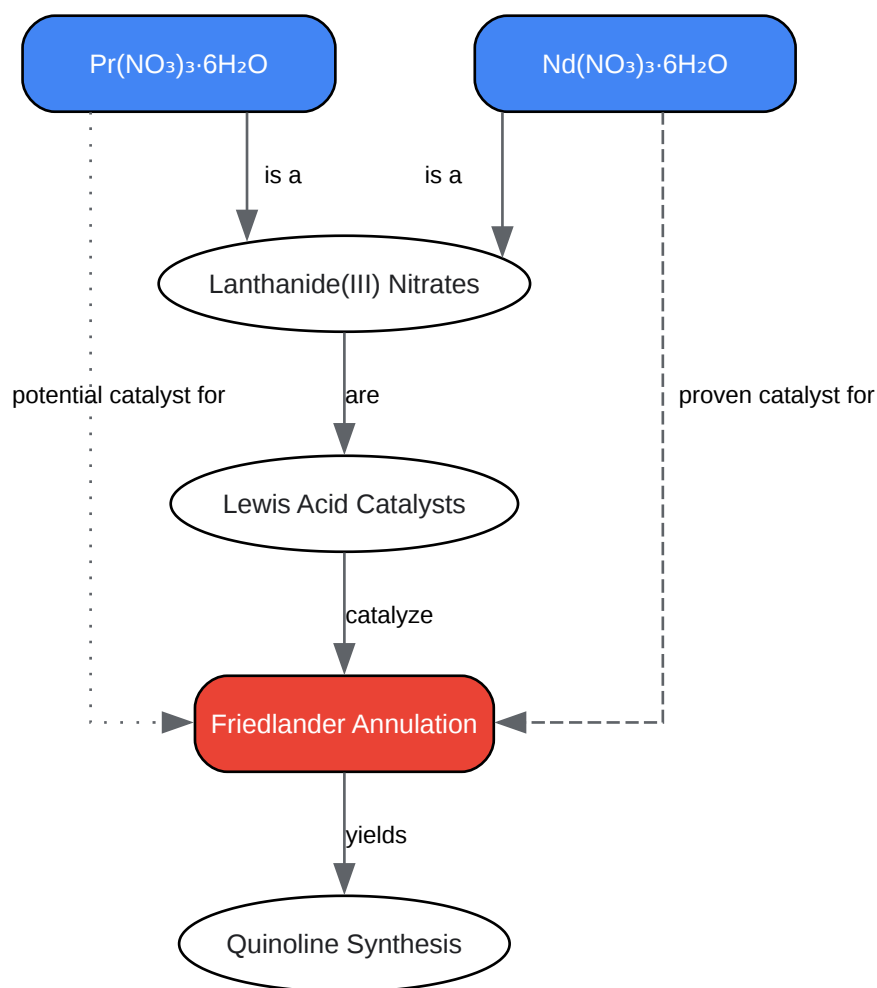 Pr(NO₃)₃·6H₂O
Nd(NO₃)₃·6H₂O
is a
is a
Lanthanide(III) Nitrates
potential catalyst for
are
proven catalyst for
Lewis Acid Catalysts
catalyze
Friedlander Annulation
yields
Quinoline Synthesis